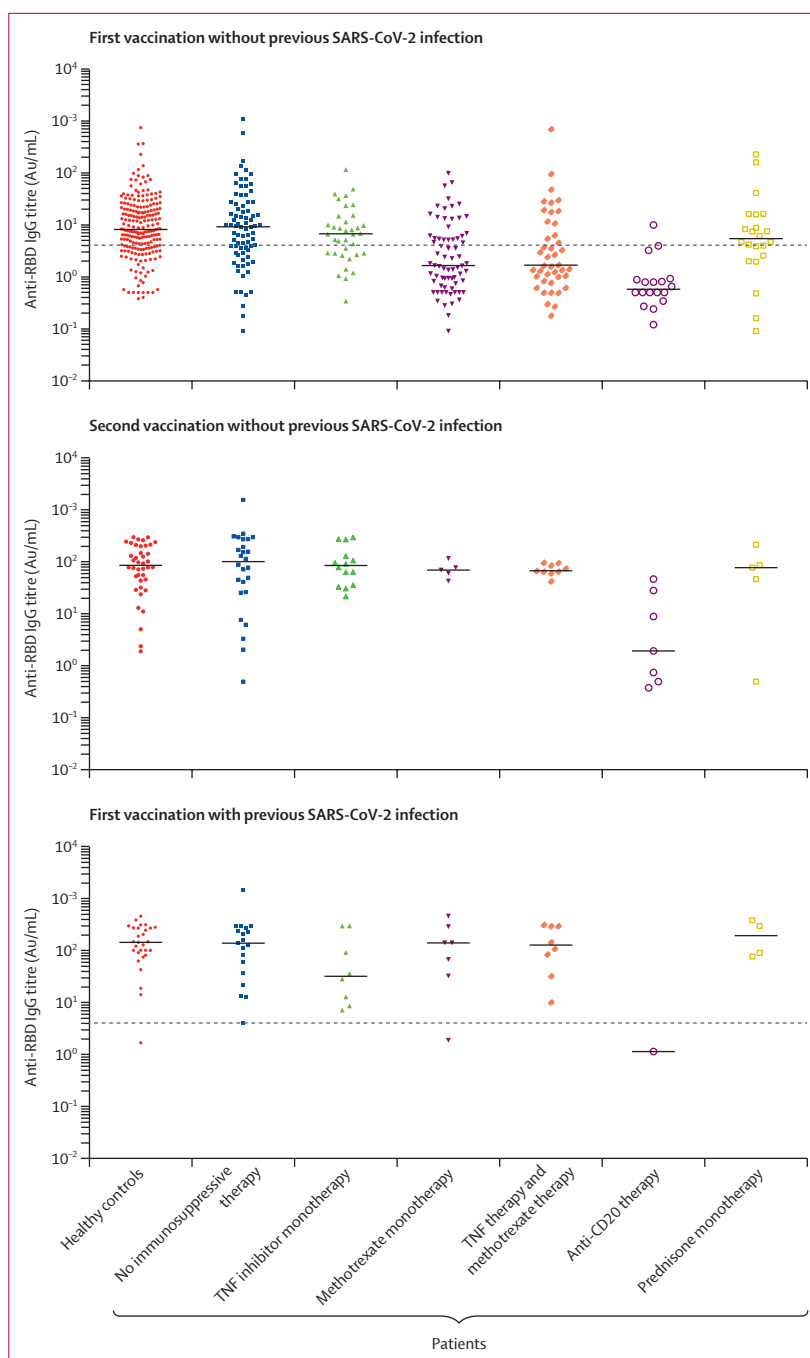 First vaccination without previous SARS-CoV-2 infection
Anti-RBD IgG titre (Au/mL)
10⁴
10⁻³
10²
10¹
10⁰
10⁻¹
10⁻²
Second vaccination without previous SARS-CoV-2 infection
Anti-RBD IgG titre (Au/mL)
10⁴
10⁻³
10²
10¹
10⁰
10⁻¹
10⁻²
First vaccination with previous SARS-CoV-2 infection
Anti-RBD IgG titre (Au/mL)
10⁴
10⁻³
10²
10¹
10⁰
10⁻¹
10⁻²
Healthy controls
No immunosuppressive
therapy
TNF inhibitor monotherapy
Methotrexate monotherapy
TNF therapy and
methotrexate therapy
Anti-CD20 therapy
Prednisone monotherapy
Patients